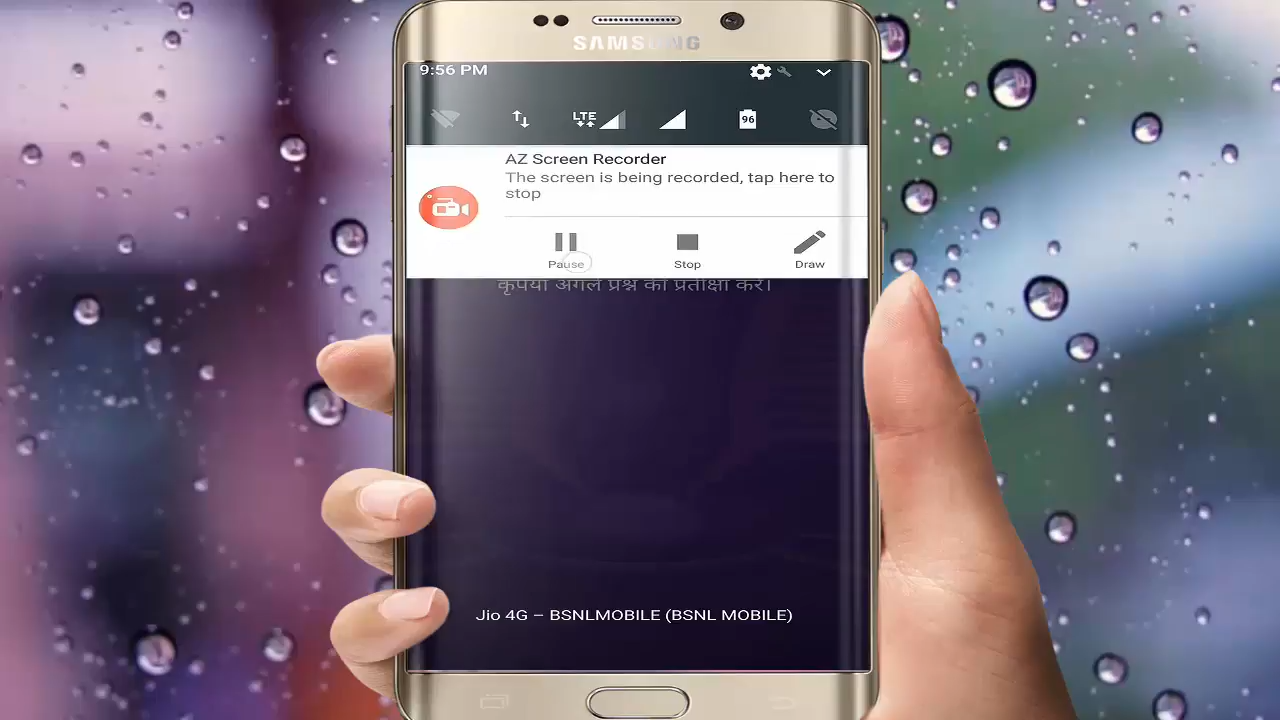 SAMSUNG
9:56 PM
LTE
96
AZ Screen Recorder
The screen is being recorded, tap here to
stop
Pause
Stop
Draw
कृपया अगले प्रश्न की प्रतीक्षा करें।
Jio 4G – BSNLMOBILE (BSNL MOBILE)